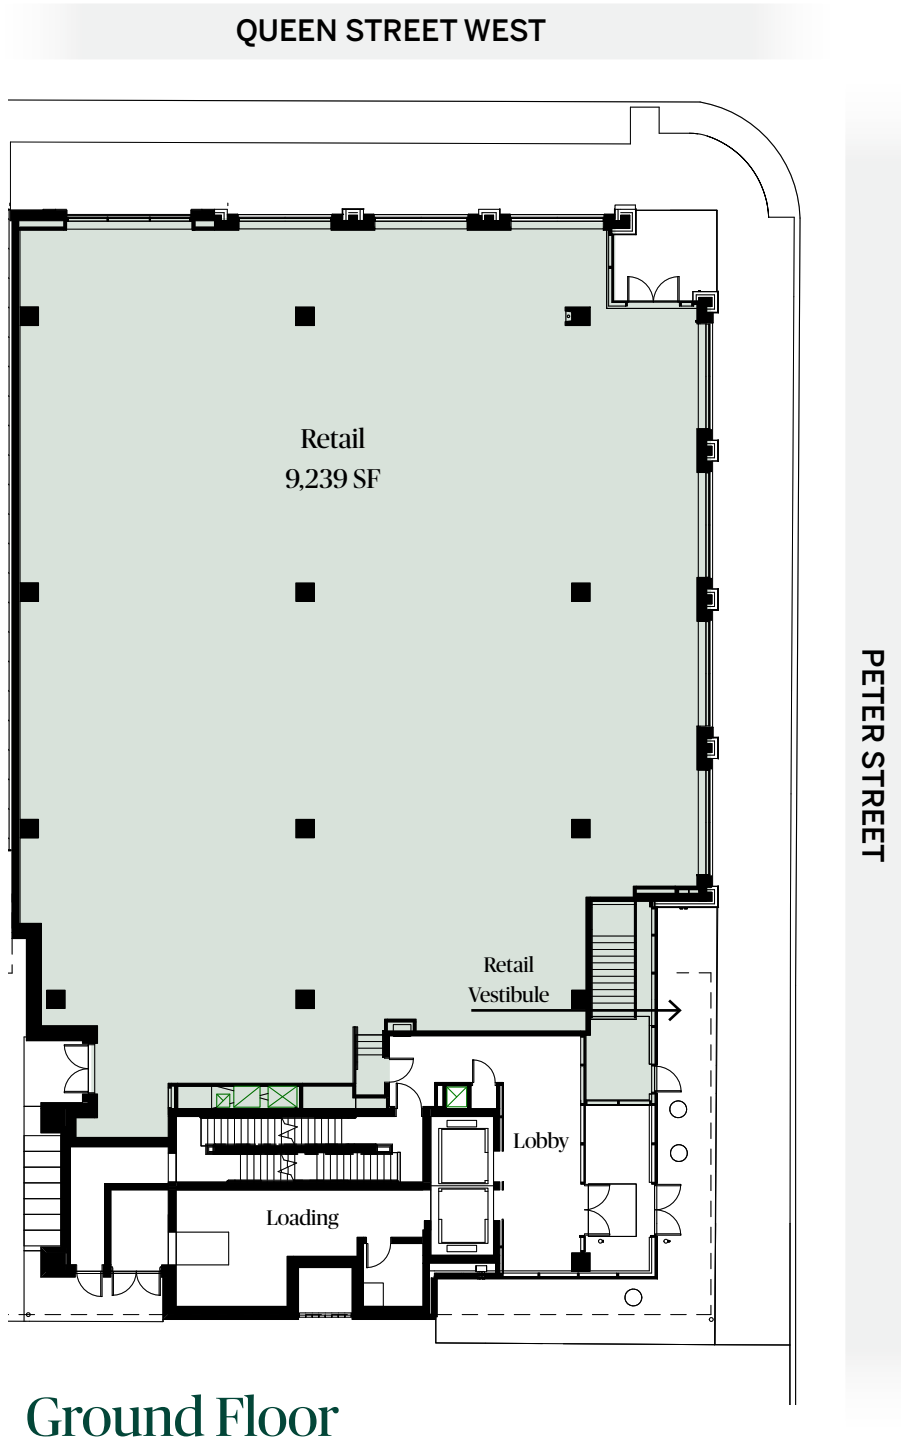 QUEEN STREET WEST
PETER STREET
Retail
9,239 SF
Retail
Vestibule
Lobby
Loading
Ground Floor